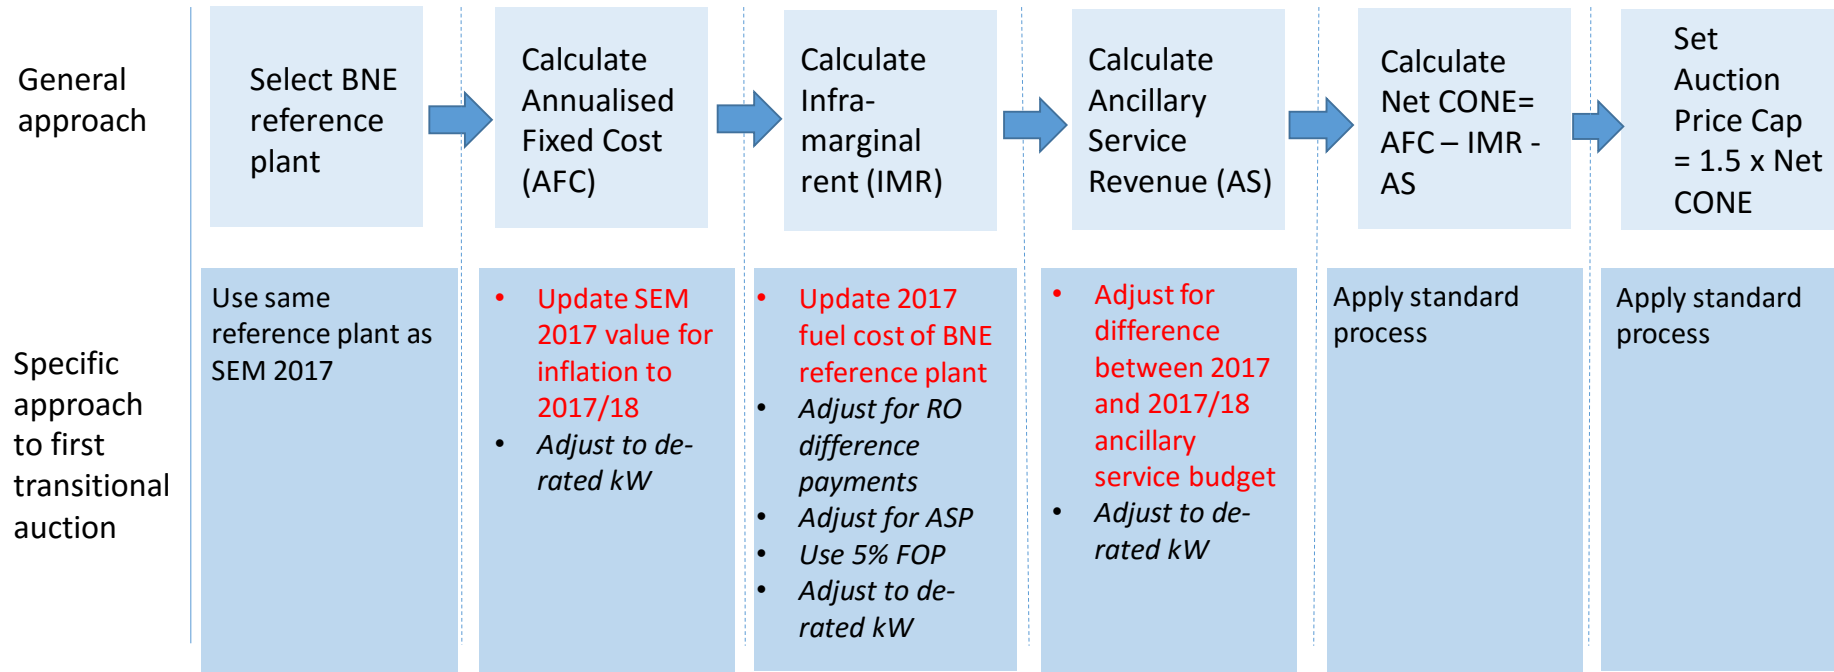 General
approach
Select BNE
reference
plant
Calculate
Annualised
Fixed Cost
(AFC)
Calculate
Infra-
marginal
rent (IMR)
Calculate
Ancillary
Service
Revenue (AS)
Calculate
Net CONE=
AFC – IMR -
AS
Set
Auction
Price Cap
= 1.5 x Net
CONE
Specific
approach
to first
transitional
auction
Use same
reference plant as
SEM 2017
• Update SEM
2017 value for
inflation to
2017/18
• Adjust to de-
rated kW
• Update 2017
fuel cost of BNE
reference plant
• Adjust for RO
difference
payments
• Adjust for ASP
• Use 5% FOP
• Adjust to de-
rated kW
• Adjust for
difference
between 2017
and 2017/18
ancillary
service budget
• Adjust to de-
rated kW
Apply standard
process
Apply standard
process